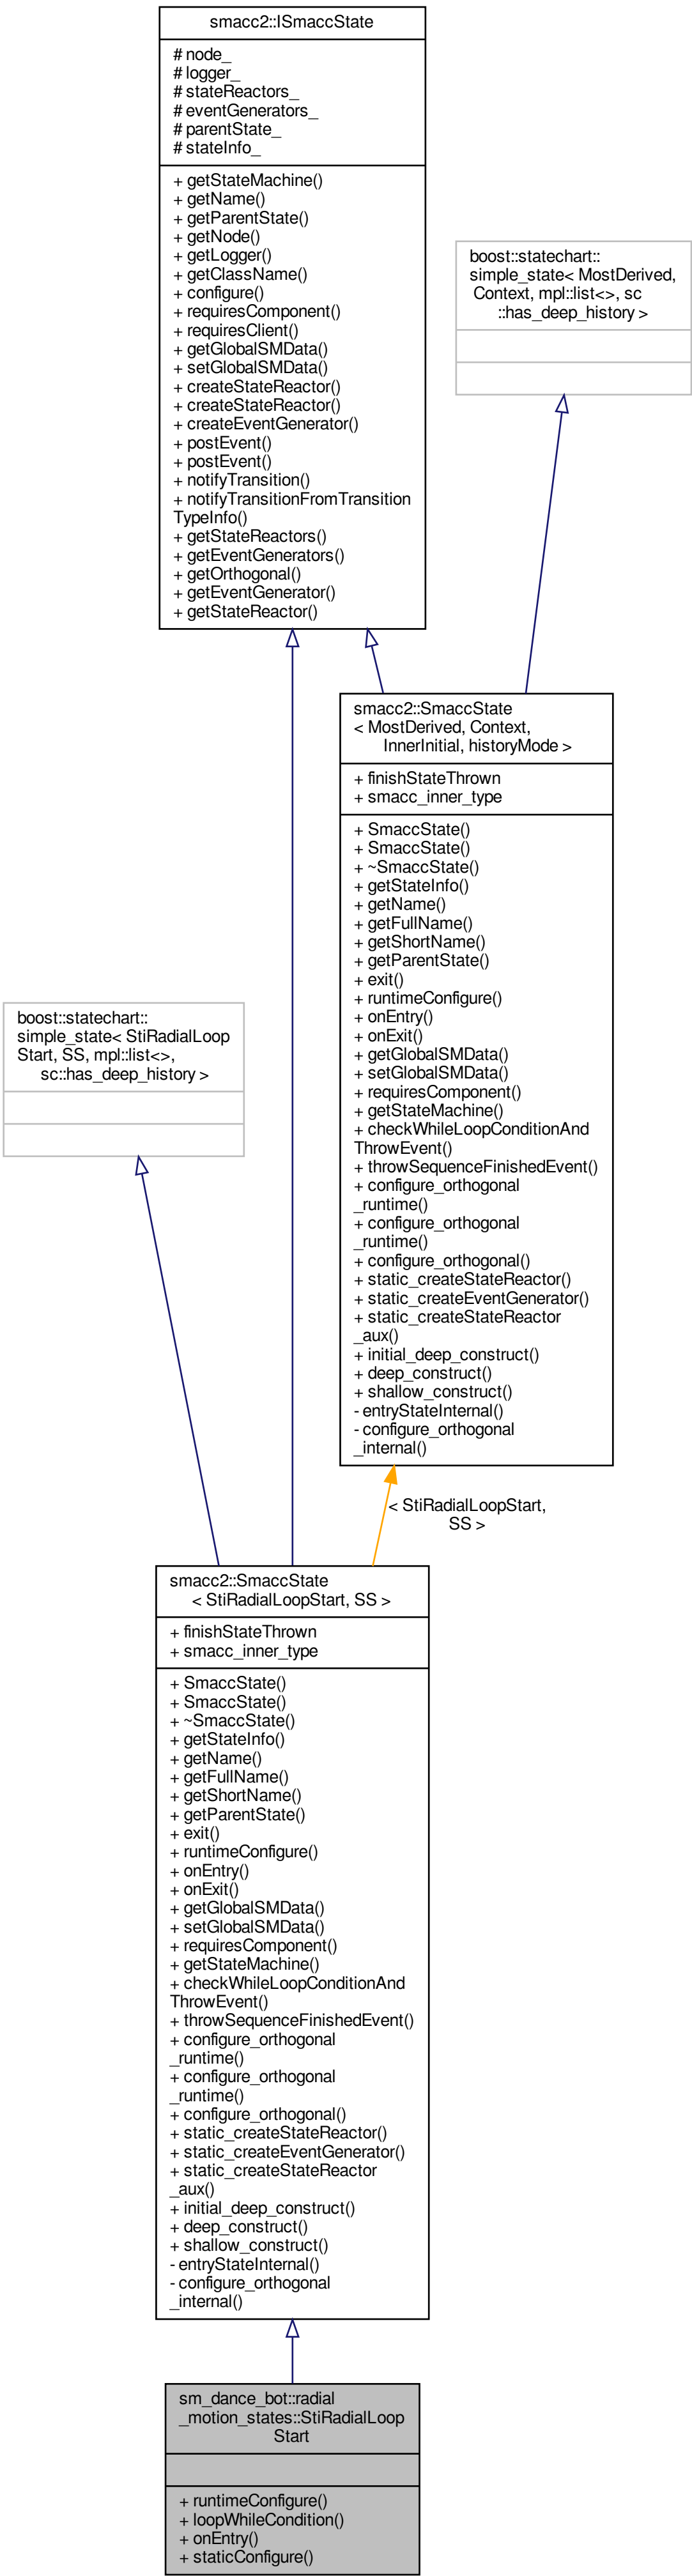 smacc2::ISmaccState
# node_
# logger_
# stateReactors_
# eventGenerators_
# parentState_
# stateInfo_
+ getStateMachine()
+ getName()
+ getParentState()
+ getNode()
+ getLogger()
+ getClassName()
+ configure()
+ requiresComponent()
+ requiresClient()
+ getGlobalSMData()
+ setGlobalSMData()
+ createStateReactor()
+ createStateReactor()
+ createEventGenerator()
+ postEvent()
+ postEvent()
+ notifyTransition()
+ notifyTransitionFromTransition
TypeInfo()
+ getStateReactors()
+ getEventGenerators()
+ getOrthogonal()
+ getEventGenerator()
+ getStateReactor()
boost::statechart::
simple_state< MostDerived,
Context, mpl::list<>, sc
::has_deep_history >
smacc2::SmaccState
< MostDerived, Context,
InnerInitial, historyMode >
+ finishStateThrown
+ smacc_inner_type
+ SmaccState()
+ SmaccState()
+ ~SmaccState()
+ getStateInfo()
+ getName()
+ getFullName()
+ getShortName()
+ getParentState()
+ exit()
+ runtimeConfigure()
+ onEntry()
+ onExit()
+ getGlobalSMData()
+ setGlobalSMData()
+ requiresComponent()
+ getStateMachine()
+ checkWhileLoopConditionAnd
ThrowEvent()
+ throwSequenceFinishedEvent()
+ configure_orthogonal
_runtime()
+ configure_orthogonal
_runtime()
+ configure_orthogonal()
+ static_createStateReactor()
+ static_createEventGenerator()
+ static_createStateReactor
_aux()
+ initial_deep_construct()
+ deep_construct()
+ shallow_construct()
- entryStateInternal()
- configure_orthogonal
_internal()
boost::statechart::
simple_state< StiRadialLoop
Start, SS, mpl::list<>,
sc::has_deep_history >
< StiRadialLoopStart,
SS >
smacc2::SmaccState
< StiRadialLoopStart, SS >
+ finishStateThrown
+ smacc_inner_type
+ SmaccState()
+ SmaccState()
+ ~SmaccState()
+ getStateInfo()
+ getName()
+ getFullName()
+ getShortName()
+ getParentState()
+ exit()
+ runtimeConfigure()
+ onEntry()
+ onExit()
+ getGlobalSMData()
+ setGlobalSMData()
+ requiresComponent()
+ getStateMachine()
+ checkWhileLoopConditionAnd
ThrowEvent()
+ throwSequenceFinishedEvent()
+ configure_orthogonal
_runtime()
+ configure_orthogonal
_runtime()
+ configure_orthogonal()
+ static_createStateReactor()
+ static_createEventGenerator()
+ static_createStateReactor
_aux()
+ initial_deep_construct()
+ deep_construct()
+ shallow_construct()
- entryStateInternal()
- configure_orthogonal
_internal()
sm_dance_bot::radial
_motion_states::StiRadialLoop
Start
+ runtimeConfigure()
+ loopWhileCondition()
+ onEntry()
+ staticConfigure()